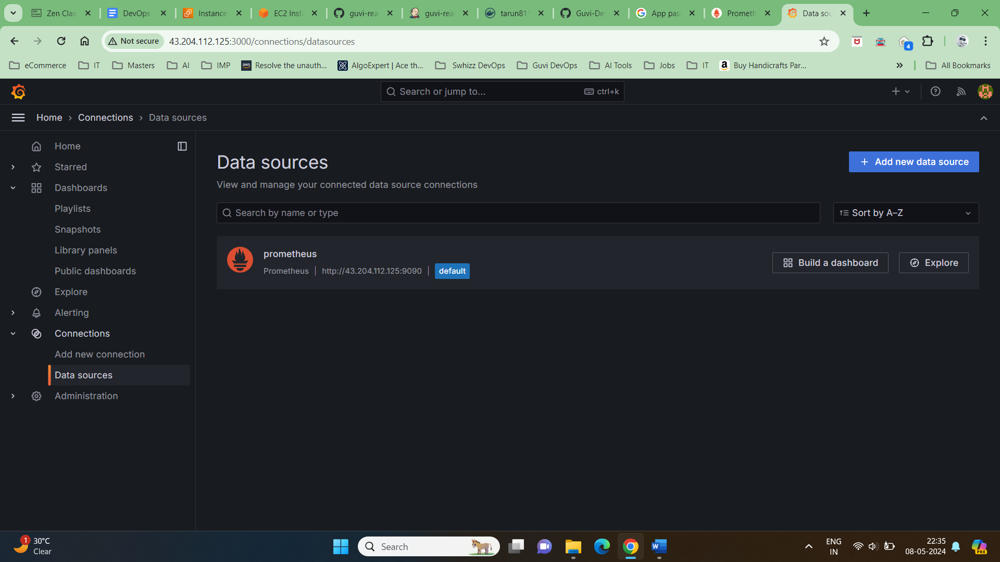 Zen Clas
DevOps
Instance
EC2 Inst
guvi-rea
guvi-rea
tarun811
Guvi-De
App pas
Prometh
Data sou
Not secure
43.204.112.125:3000/connections/datasources
4
eCommerce
IT
Masters
AI
IMP
aws
Resolve the unauth...
AlgoExpert | Ace th...
Swhizz DevOps
Guvi DevOps
AI Tools
Jobs
IT
Buy Handicrafts Par...
All Bookmarks
Search or jump to...
ctrl+k
Home
Connections
Data sources
Home
Starred
Dashboards
Playlists
Snapshots
Library panels
Public dashboards
Explore
Alerting
Connections
Add new connection
Data sources
Administration
Data sources
Add new data source
View and manage your connected data source connections
Search by name or type
Sort by A–Z
prometheus
Prometheus | http://43.204.112.125:9090 | default
Build a dashboard
Explore
1
30°C
Clear
Search
W
ENG
IN
22:35
08-05-2024
PRE